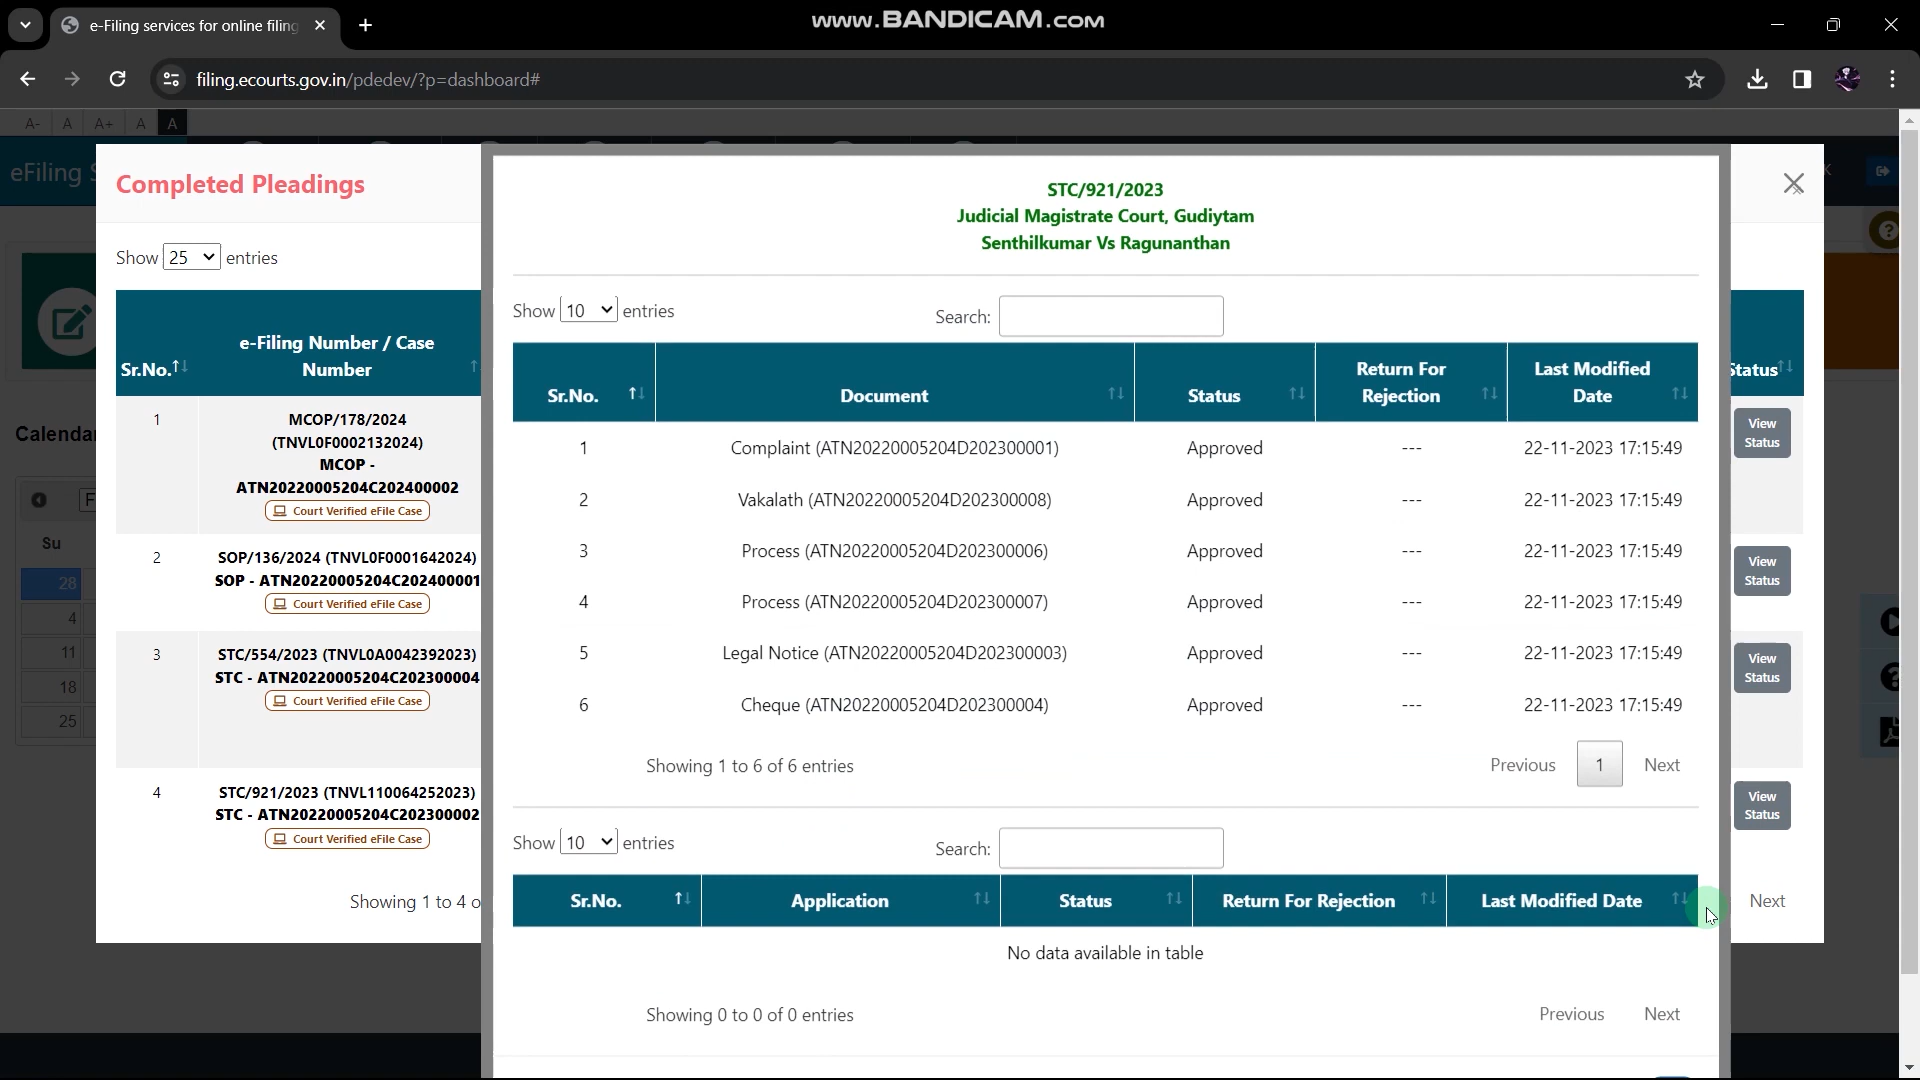 e-Filing services for online filing
www.BANDICAM.com
filing.ecourts.gov.in/pdedev/?p=dashboard#
A- A A+ A A
eFiling S
Completed Pleadings
Show 25 entries
Sr.No.
e-Filing Number / Case
Number
Status
1
MCOP/178/2024
(TNVL0F0002132024)
MCOP -
ATN20220005204C202400002
Court Verified eFile Case
View
Status
2
SOP/136/2024 (TNVL0F0001642024)
SOP - ATN20220005204C202400001
Court Verified eFile Case
View
Status
3
STC/554/2023 (TNVL0A0042392023)
STC - ATN20220005204C202300004
Court Verified eFile Case
View
Status
4
STC/921/2023 (TNVL110064252023)
STC - ATN20220005204C202300002
Court Verified eFile Case
View
Status
Showing 1 to 4 o
Next
Calenda
F
Su
28
4
11
18
25
STC/921/2023
Judicial Magistrate Court, Gudiytam
Senthilkumar Vs Ragunanthan
Show 10 entries Search:
Sr.No. Document Status Return For Rejection Last Modified Date
1 Complaint (ATN20220005204D202300001) Approved --- 22-11-2023 17:15:49
2 Vakalath (ATN20220005204D202300008) Approved --- 22-11-2023 17:15:49
3 Process (ATN20220005204D202300006) Approved --- 22-11-2023 17:15:49
4 Process (ATN20220005204D202300007) Approved --- 22-11-2023 17:15:49
5 Legal Notice (ATN20220005204D202300003) Approved --- 22-11-2023 17:15:49
6 Cheque (ATN20220005204D202300004) Approved --- 22-11-2023 17:15:49
Showing 1 to 6 of 6 entries Previous 1 Next
Show 10 entries Search:
Sr.No. Application Status Return For Rejection Last Modified Date
No data available in table
Showing 0 to 0 of 0 entries Previous Next